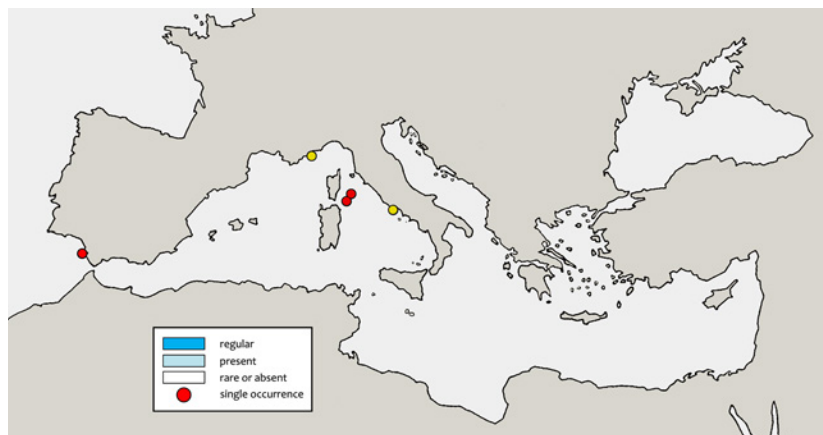 regular
present
rare or absent
single occurrence